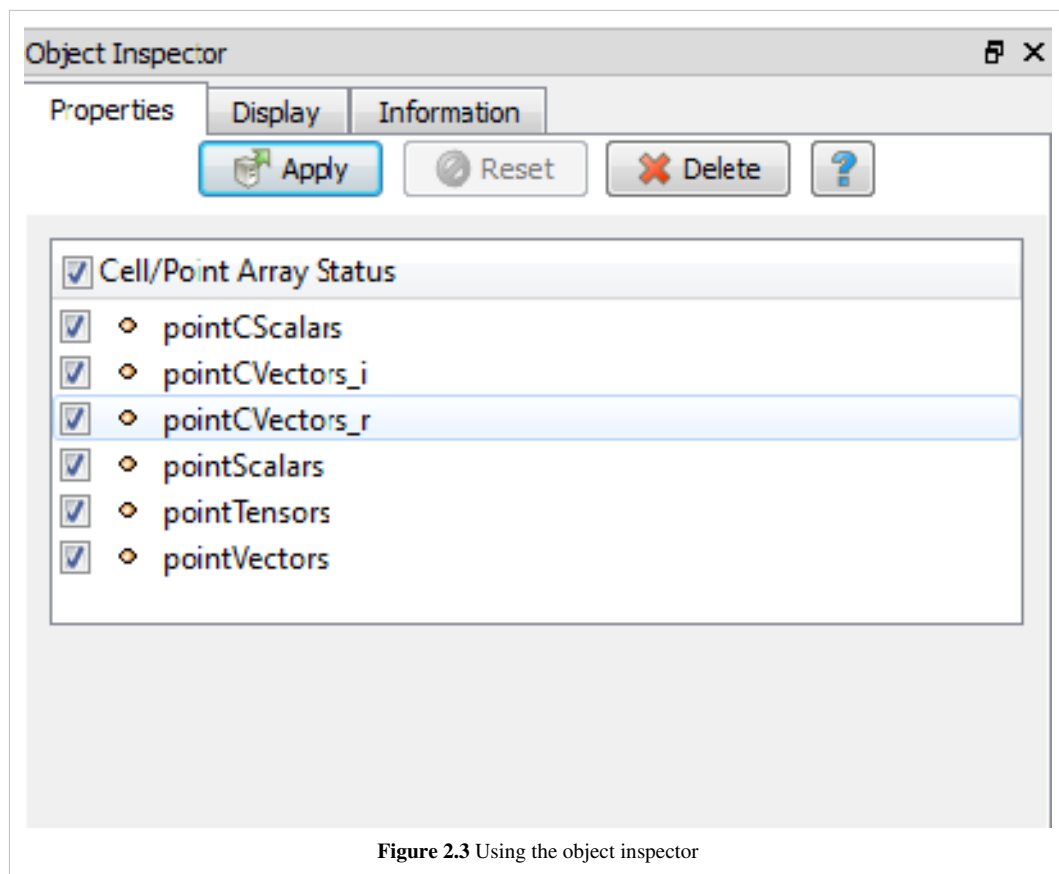 Object Inspector
Properties Display Information
Apply Reset Delete ?
Cell/Point Array Status
pointCScalars
pointCVectors_i
pointCVectors_r
pointScalars
pointTensors
pointVectors
Figure 2.3 Using the object inspector